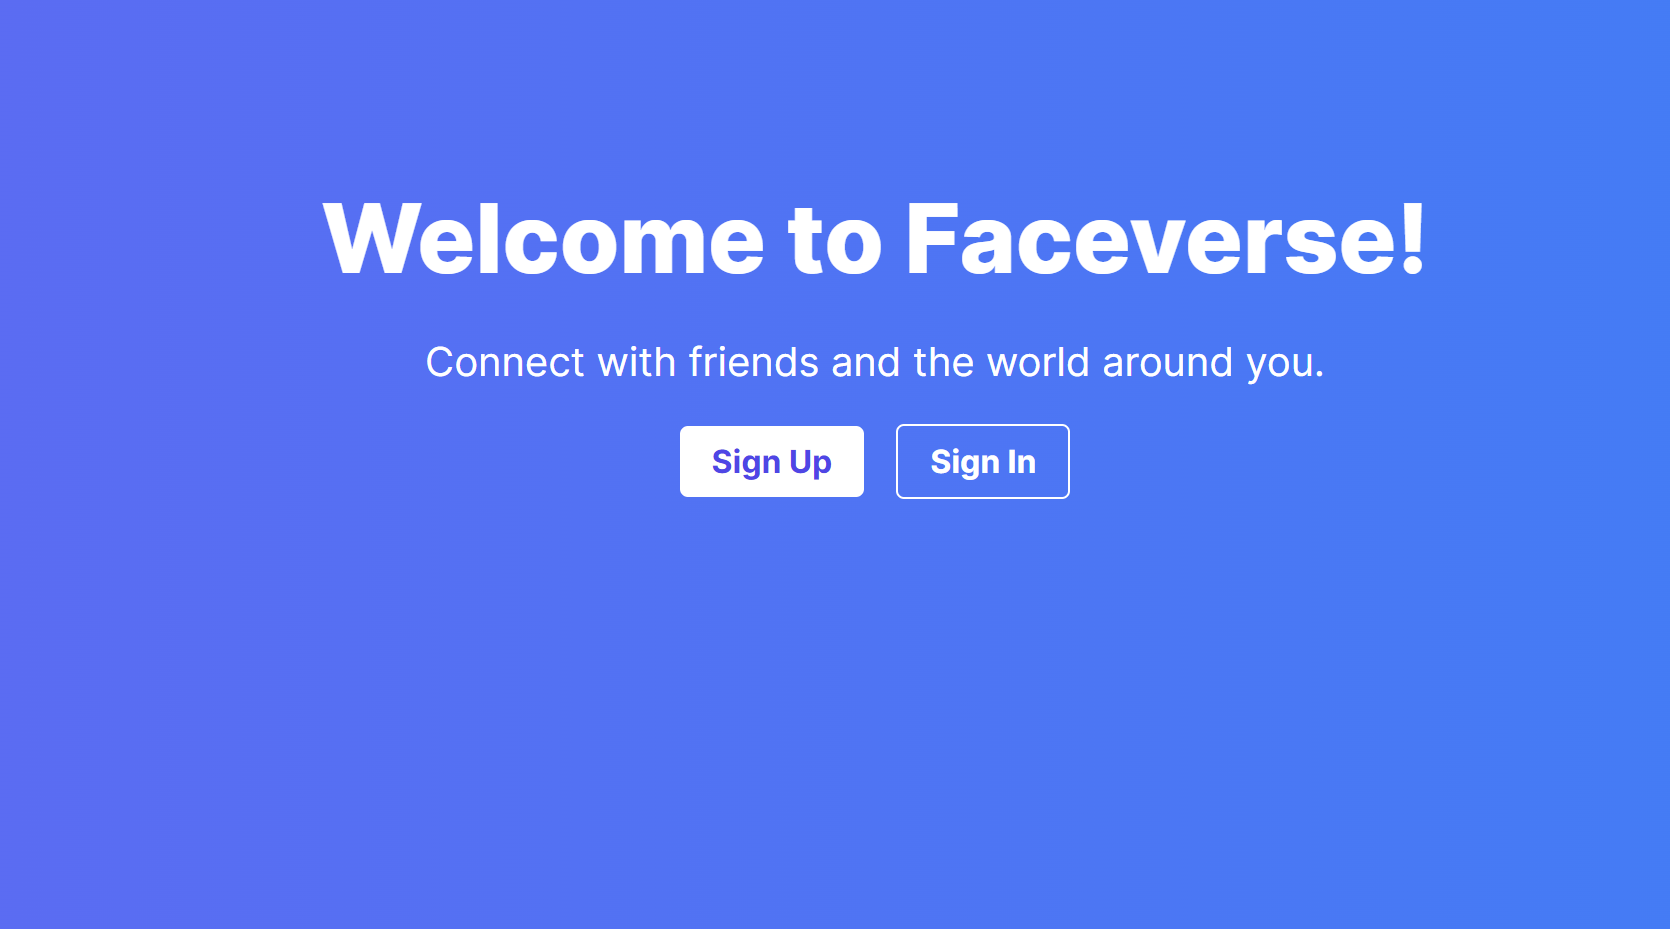 Welcome to Faceverse!
Connect with friends and the world around you.
Sign Up
Sign In